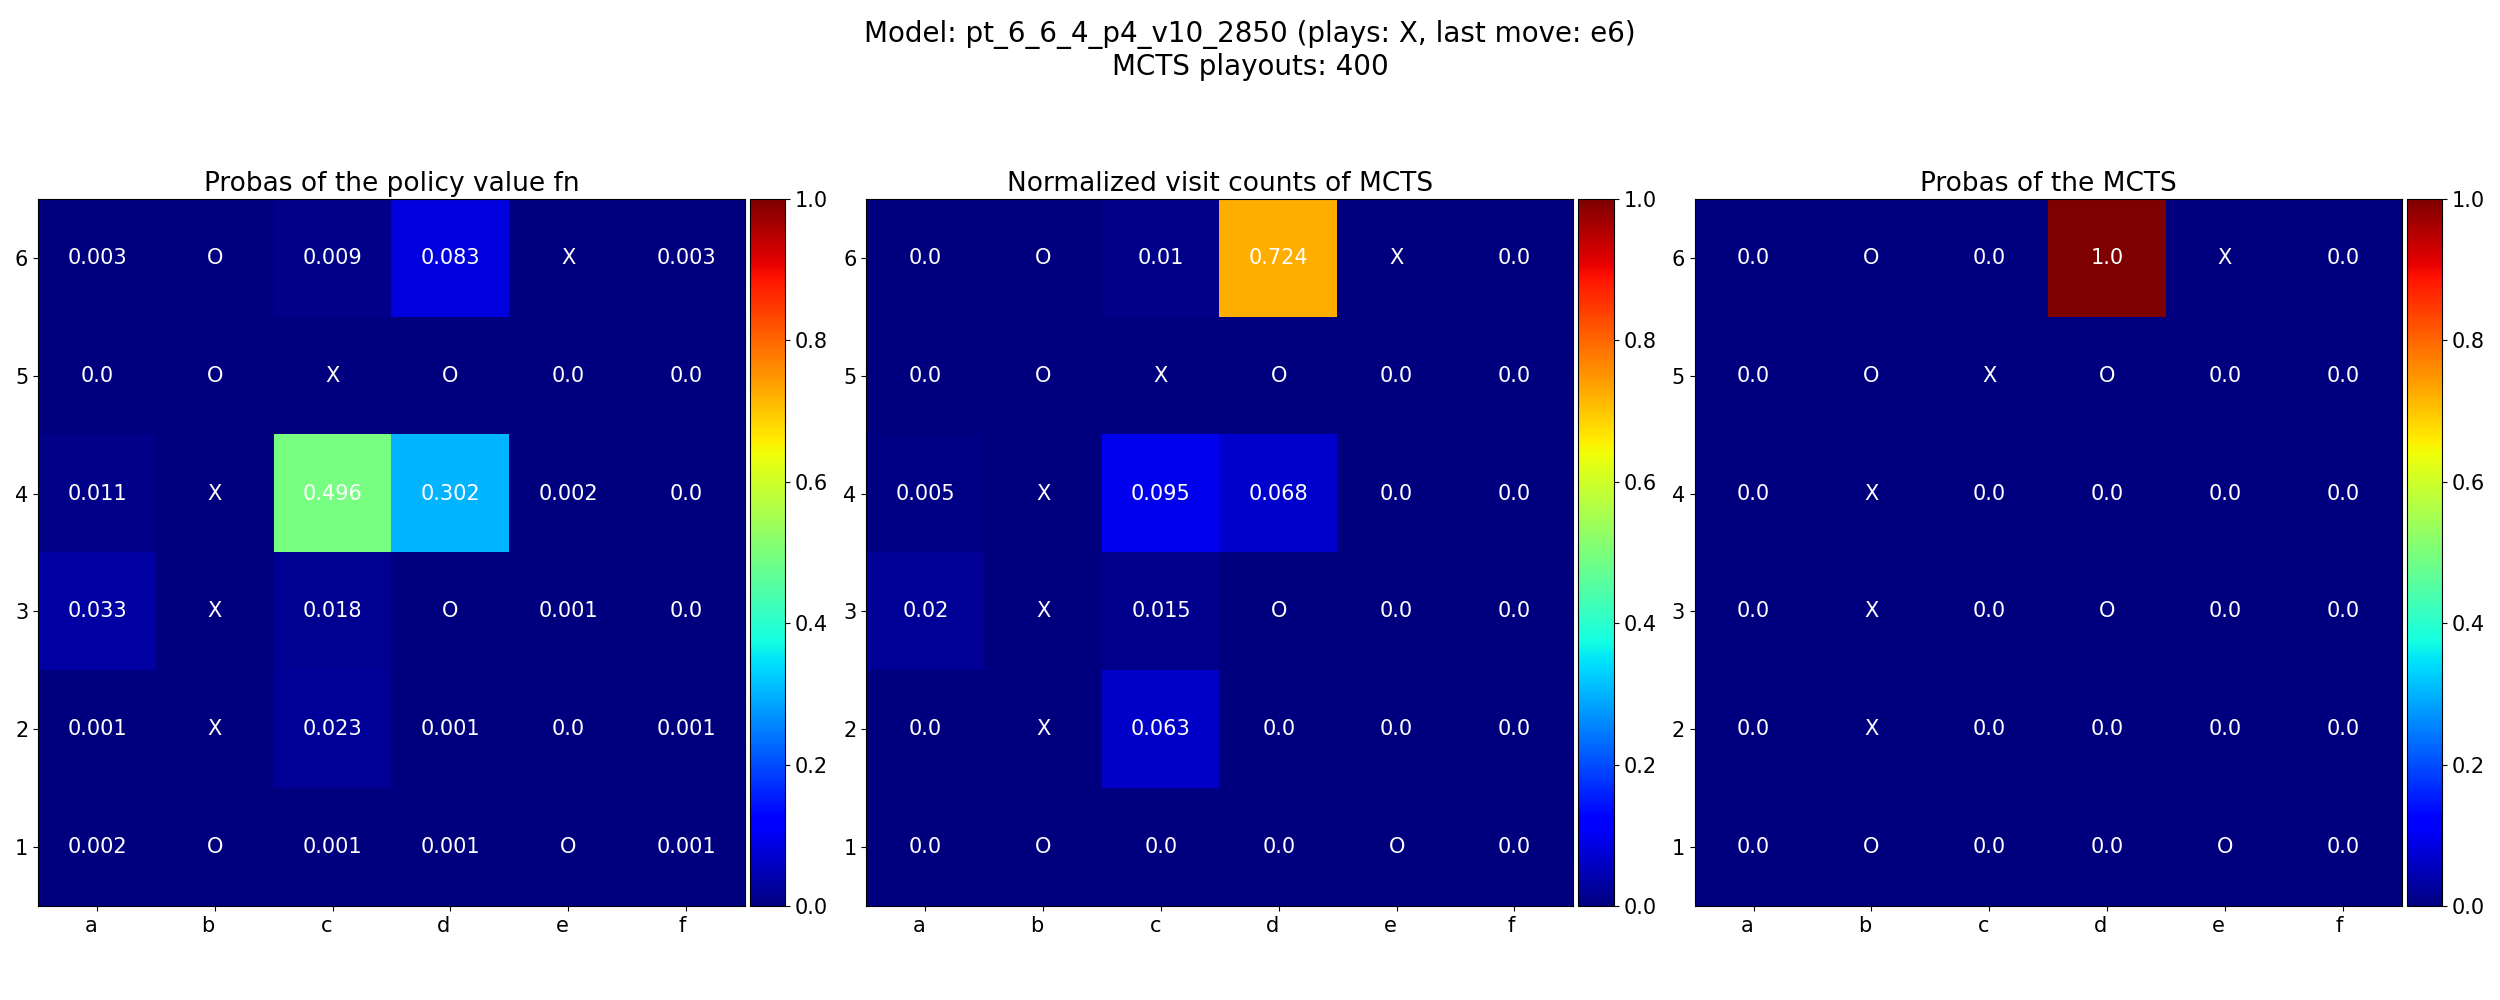 Model: pt_6_6_4_p4_v10_2850 (plays: X, last move: e6)
MCTS playouts: 400
Probas of the policy value fn
6 0.003 O 0.009 0.083 X 0.003
5 0.0 O X O 0.0 0.0
4 0.011 X 0.496 0.302 0.002 0.0
3 0.033 X 0.018 O 0.001 0.0
2 0.001 X 0.023 0.001 0.0 0.001
1 0.002 O 0.001 0.001 O 0.001
a b c d e f
1.0
0.8
0.6
0.4
0.2
0.0
Normalized visit counts of MCTS
6 0.0 O 0.01 0.724 X 0.0
5 0.0 O X O 0.0 0.0
4 0.005 X 0.095 0.068 0.0 0.0
3 0.02 X 0.015 O 0.0 0.0
2 0.0 X 0.063 0.0 0.0 0.0
1 0.0 O 0.0 0.0 O 0.0
a b c d e f
1.0
0.8
0.6
0.4
0.2
0.0
Probas of the MCTS
6 0.0 O 0.0 1.0 X 0.0
5 0.0 O X O 0.0 0.0
4 0.0 X 0.0 0.0 0.0 0.0
3 0.0 X 0.0 O 0.0 0.0
2 0.0 X 0.0 0.0 0.0 0.0
1 0.0 O 0.0 0.0 O 0.0
a b c d e f
1.0
0.8
0.6
0.4
0.2
0.0